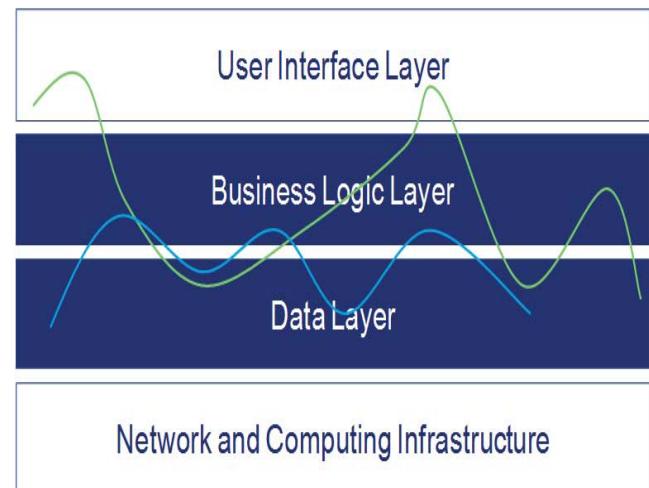 User Interface Layer
Business Logic Layer
Data Layer
Network and Computing Infrastructure